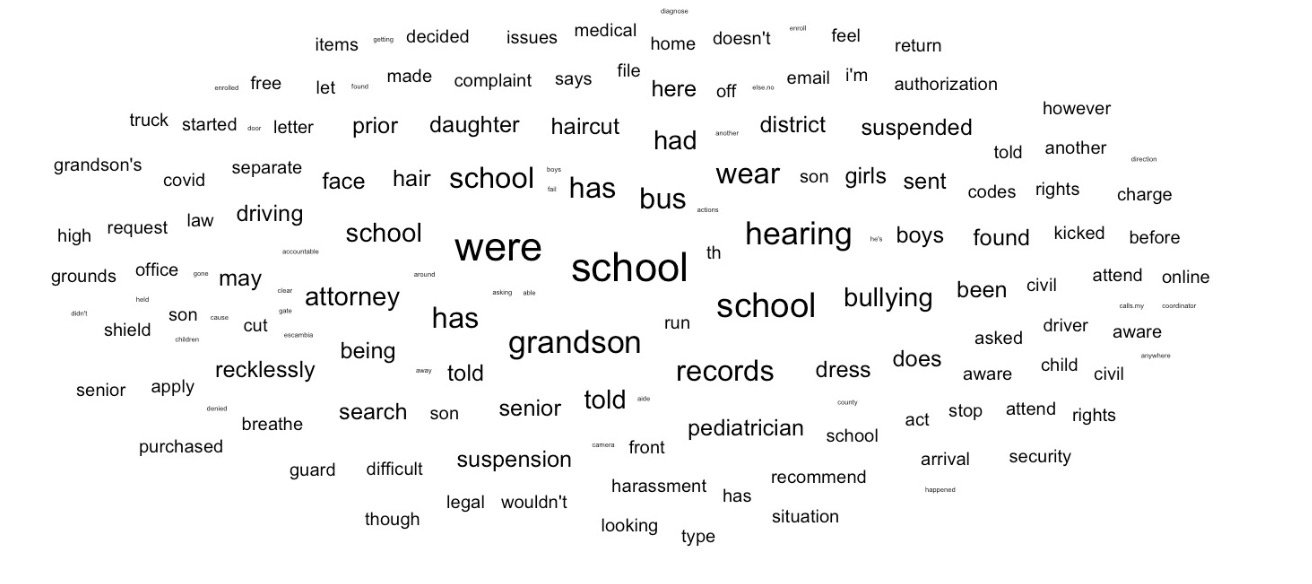 diagnose
items getting decided issues medical home doesn't enroll feel return
enrolled free let found made complaint says file here off else.no email i'm authorization
however
truck started door letter prior daughter haircut had another district suspended
told another direction
grandson's covid separate face hair school boys fail has bus wear son girls sent codes rights charge
high request law driving school were actions hearing he's boys found kicked before
accountable th
grounds office gone may around school attend online
held clear attorney asking able school bullying been civil calls.my coordinator
didn't shield son children cause cut gate escambia has run asked driver aware
being grandson does anywhere
recklessly away told records dress aware child civil
senior apply
denied breathe search son senior told aide pediatrician county school act stop attend rights
purchased camera front
guard difficult suspension arrival security
legal wouldn't harassment has recommend happened
though looking type situation